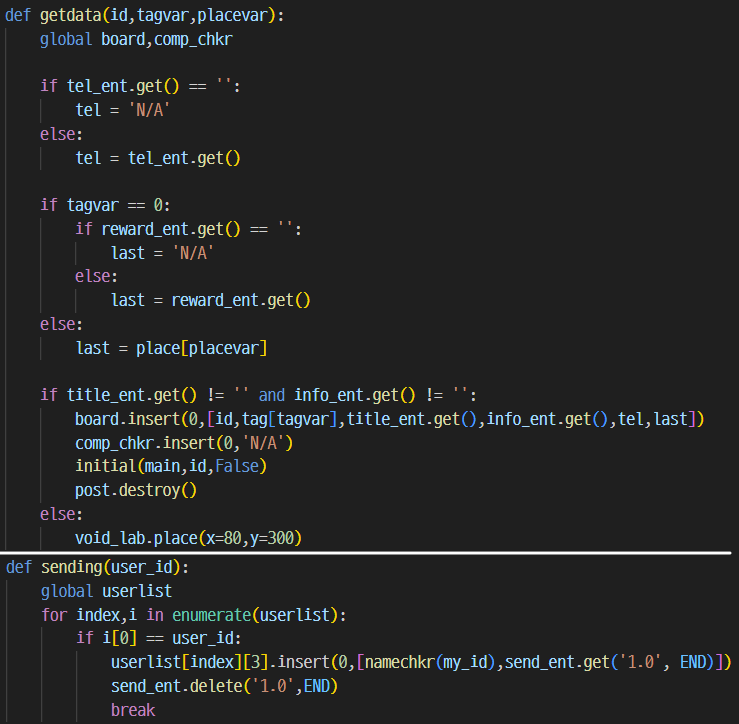 def getdata(id,tagvar,placevar):
    global board,comp_chkr

    if tel_ent.get() == '':
        tel = 'N/A'
    else:
        tel = tel_ent.get()

    if tagvar == 0:
        if reward_ent.get() == '':
            last = 'N/A'
        else:
            last = reward_ent.get()
    else:
        last = place[placevar]

    if title_ent.get() != '' and info_ent.get() != '':
        board.insert(0,[id,tag[tagvar],title_ent.get(),info_ent.get(),tel,last])
        comp_chkr.insert(0,'N/A')
        initial(main,id,False)
        post.destroy()
    else:
        void_lab.place(x=80,y=300)
def sending(user_id):
    global userlist
    for index,i in enumerate(userlist):
        if i[0] == user_id:
            userlist[index][3].insert(0,[namechkr(my_id),send_ent.get('1.0', END)])
            send_ent.delete('1.0',END)
            break